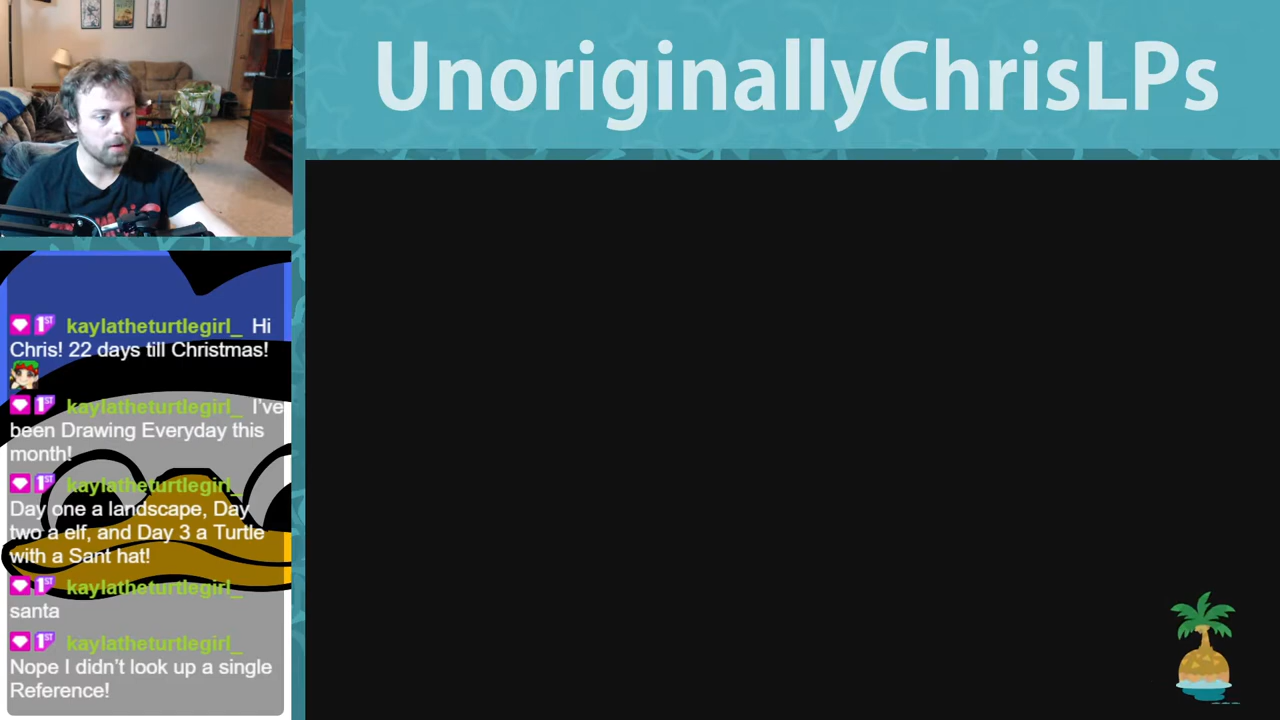 UnoriginallyChrisLPs
kaylatheturtlegirl_ Hi
Chris! 22 days till Christmas!
kaylatheturtlegirl_ I've
been Drawing Everyday this
month!
kaylatheturtlegirl_
Day one a landscape, Day
two a elf, and Day 3 a Turtle
with a Sant hat!
kaylatheturtlegirl_
santa
kaylatheturtlegirl_
Nope I didn't look up a single
Reference!